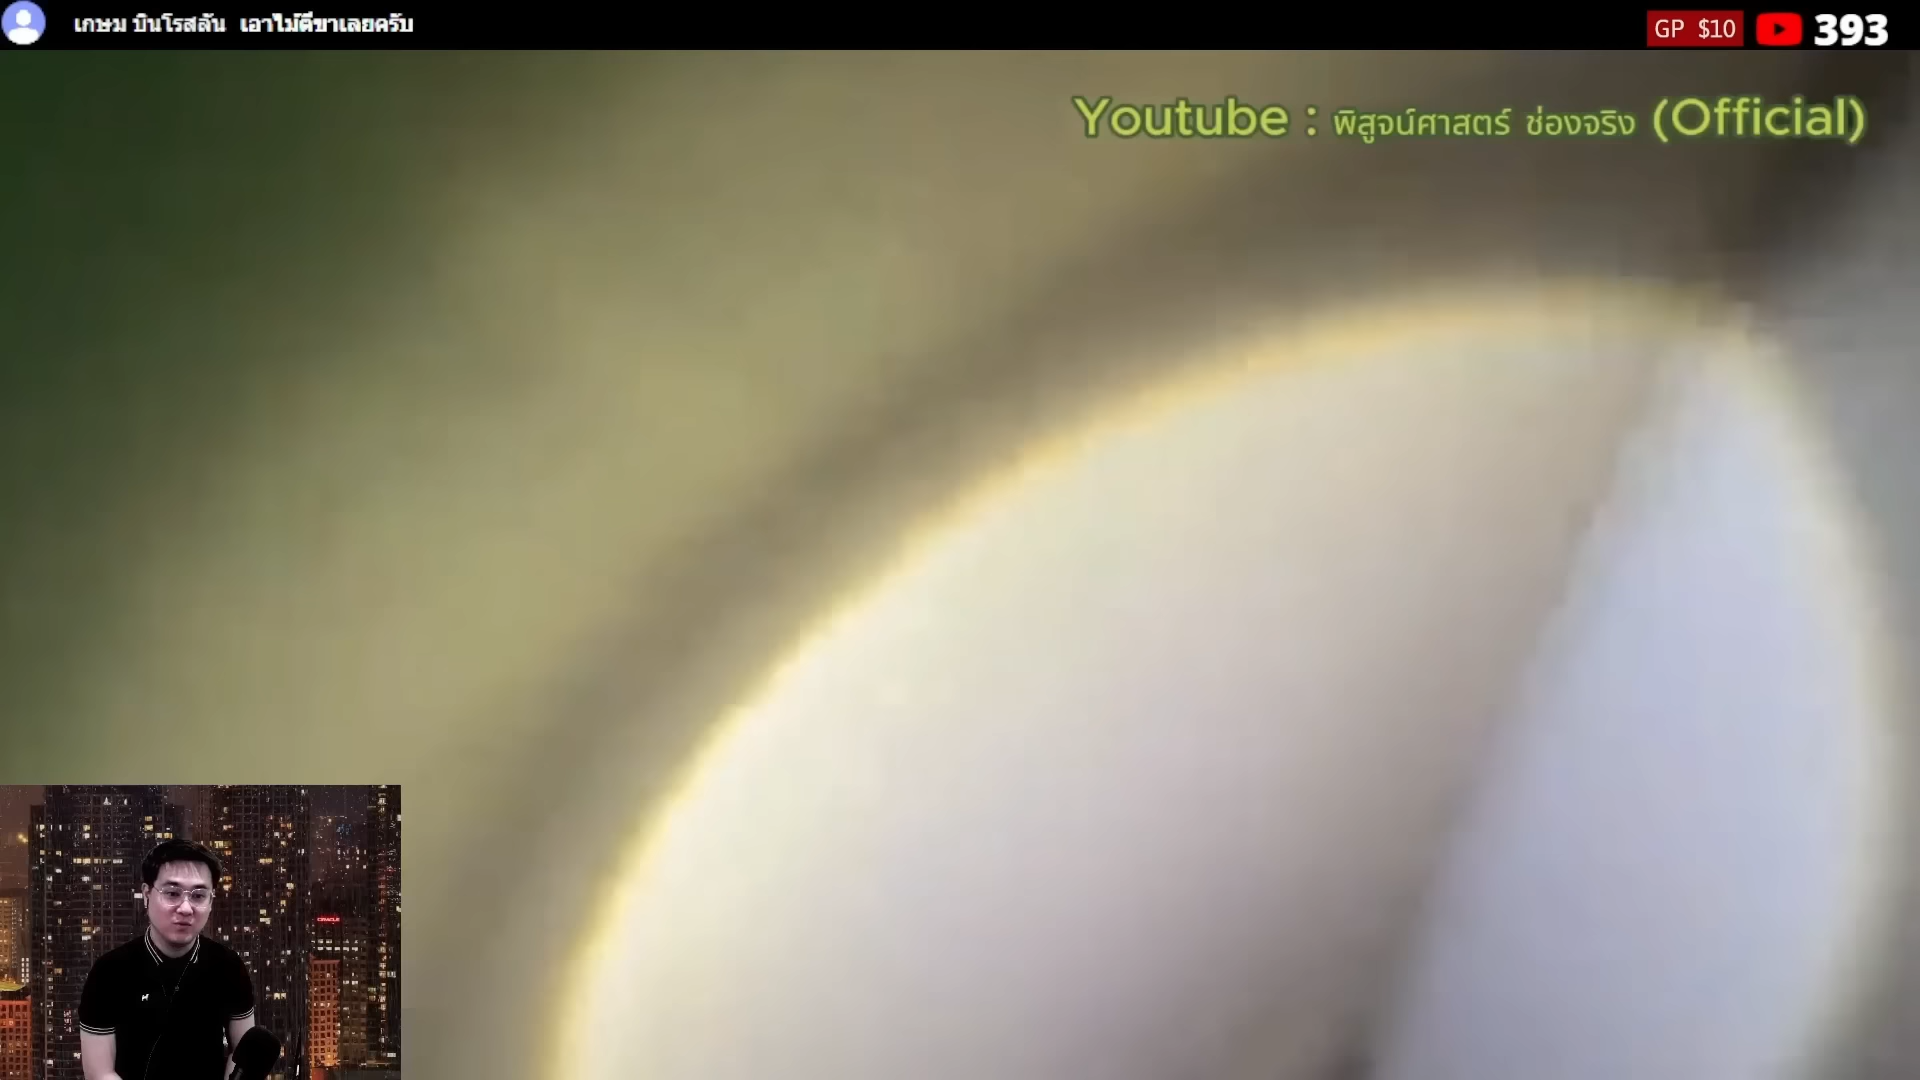 เกษม บินโรสลัน เอาไม้ตีขาเลยครับ
GP $10
393
Youtube : พิสูจน์ศาสตร์ ช่องจริง (Official)
ORACLE